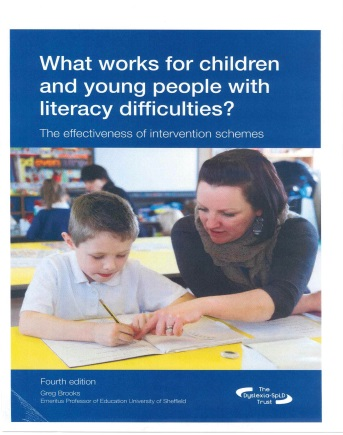 What works for children
and young people with
literacy difficulties?
The effectiveness of intervention schemes
Fourth edition
Greg Brooks
Emeritus Professor of Education University of Sheffield
The
Dyslexia-SpLD
Trust